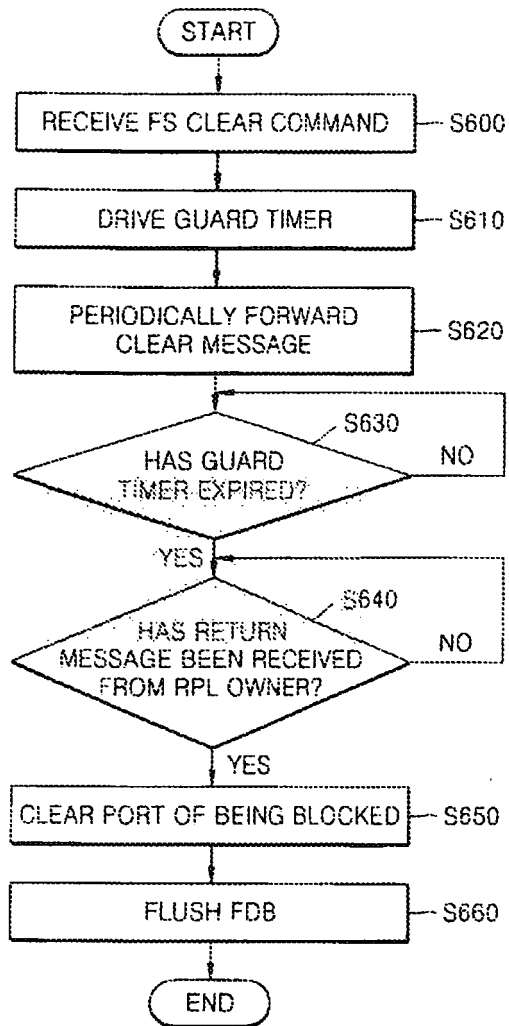 START
RECEIVE FS CLEAR COMMAND
S600
DRIVE GUARD TIMER
S610
PERIODICALLY FORWARD
CLEAR MESSAGE
S620
S630
HAS GUARD
TIMER EXPIRED?
NO
YES
S640
HAS RETURN
MESSAGE BEEN RECEIVED
FROM RPL OWNER?
NO
YES
CLEAR PORT OF BEING BLOCKED
S650
FLUSH FDB
S660
END